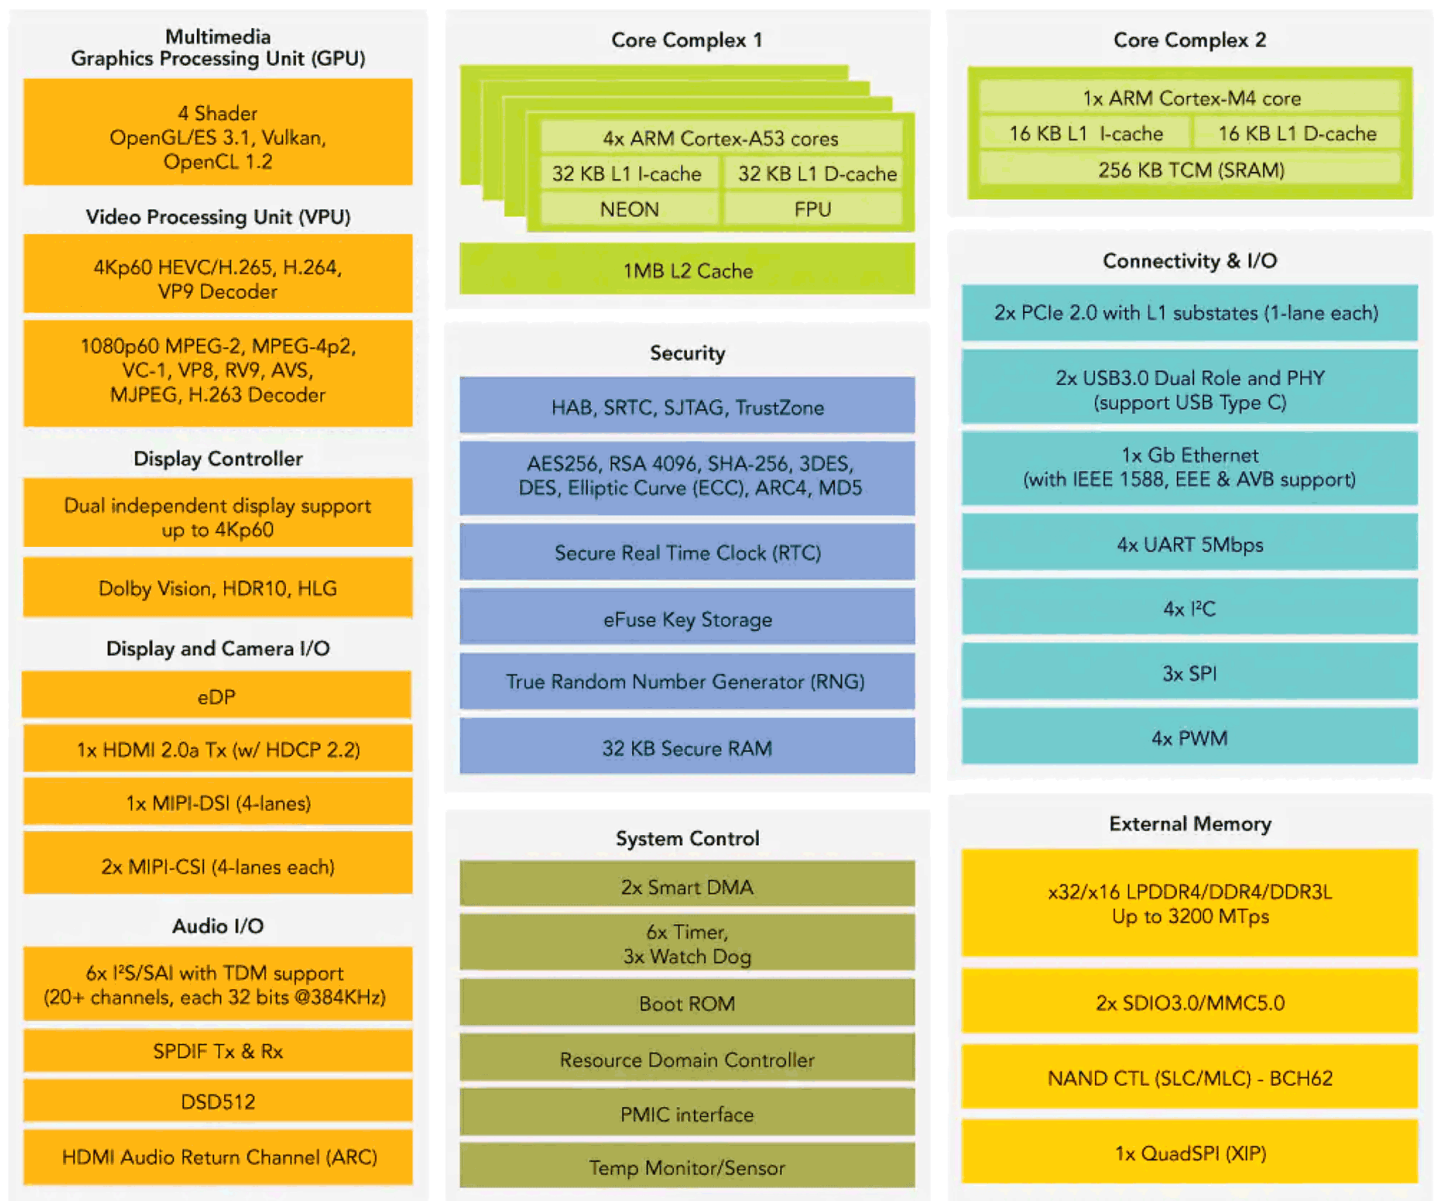 Multimedia
Graphics Processing Unit (GPU)
4 Shader
OpenGL/ES 3.1, Vulkan,
OpenCL 1.2
Video Processing Unit (VPU)
4Kp60 HEVC/H.265, H.264,
VP9 Decoder
1080p60 MPEG-2, MPEG-4p2,
VC-1, VP8, RV9, AVS,
MJPEG, H.263 Decoder
Display Controller
Dual independent display support
up to 4Kp60
Dolby Vision, HDR10, HLG
Display and Camera I/O
eDP
1x HDMI 2.0a Tx (w/ HDCP 2.2)
1x MIPI-DSI (4-lanes)
2x MIPI-CSI (4-lanes each)
Audio I/O
6x I²S/SAI with TDM support
(20+ channels, each 32 bits @384KHz)
SPDIF Tx & Rx
DSD512
HDMI Audio Return Channel (ARC)
Core Complex 1
4x ARM Cortex-A53 cores
32 KB L1 I-cache
32 KB L1 D-cache
NEON
FPU
1MB L2 Cache
Security
HAB, SRTC, SJTAG, TrustZone
AES256, RSA 4096, SHA-256, 3DES,
DES, Elliptic Curve (ECC), ARC4, MD5
Secure Real Time Clock (RTC)
eFuse Key Storage
True Random Number Generator (RNG)
32 KB Secure RAM
System Control
2x Smart DMA
6x Timer,
3x Watch Dog
Boot ROM
Resource Domain Controller
PMIC interface
Temp Monitor/Sensor
Core Complex 2
1x ARM Cortex-M4 core
16 KB L1 I-cache
16 KB L1 D-cache
256 KB TCM (SRAM)
Connectivity & I/O
2x PCIe 2.0 with L1 substates (1-lane each)
2x USB3.0 Dual Role and PHY
(support USB Type C)
1x Gb Ethernet
(with IEEE 1588, EEE & AVB support)
4x UART 5Mbps
4x I²C
3x SPI
4x PWM
External Memory
x32/x16 LPDDR4/DDR4/DDR3L
Up to 3200 MTps
2x SDIO3.0/MMC5.0
NAND CTL (SLC/MLC) - BCH62
1x QuadSPI (XIP)